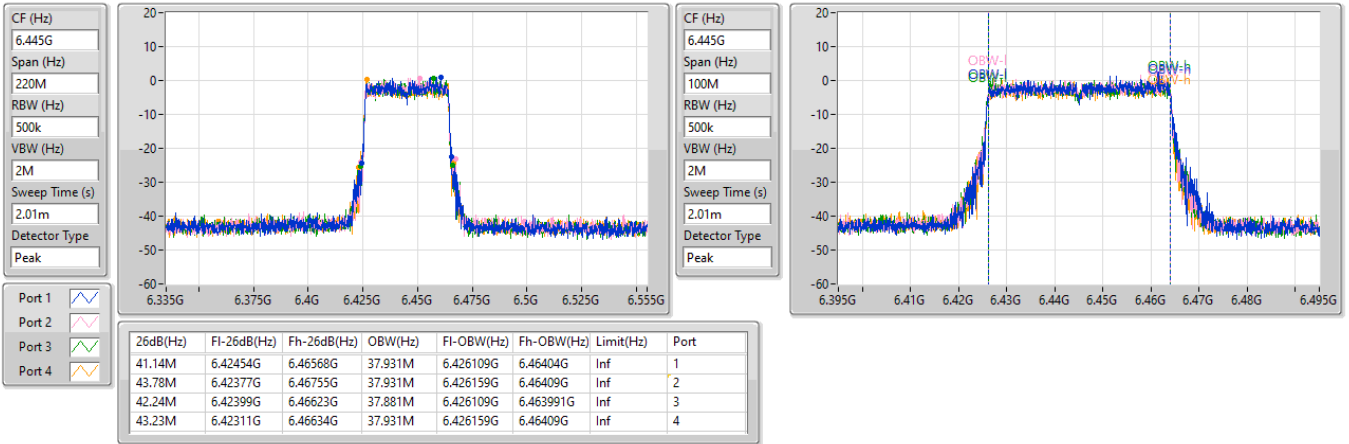 CF (Hz)
6.445G
Span (Hz)
220M
RBW (Hz)
500k
VBW (Hz)
2M
Sweep Time (s)
2.01m
Detector Type
Peak
20
10
0
-10
-20
-30
-40
-50
-60
6.335G 6.375G 6.4G 6.425G 6.45G 6.475G 6.5G 6.525G 6.555G
CF (Hz)
6.445G
Span (Hz)
100M
RBW (Hz)
500k
VBW (Hz)
2M
Sweep Time (s)
2.01m
Detector Type
Peak
20
10
0
-10
-20
-30
-40
-50
-60
OBW-l
OBW-l
OBW-h
OBW-h
OBW-h
6.395G 6.41G 6.42G 6.43G 6.44G 6.45G 6.46G 6.47G 6.48G 6.495G
Port 1
Port 2
Port 3
Port 4
26dB(Hz) Fl-26dB(Hz) Fh-26dB(Hz) OBW(Hz) Fl-OBW(Hz) Fh-OBW(Hz) Limit(Hz) Port
41.14M 6.42454G 6.46568G 37.931M 6.426109G 6.46404G Inf 1
43.78M 6.42377G 6.46755G 37.931M 6.426159G 6.46409G Inf 2
42.24M 6.42399G 6.46623G 37.881M 6.426109G 6.463991G Inf 3
43.23M 6.42311G 6.46634G 37.931M 6.426159G 6.46409G Inf 4